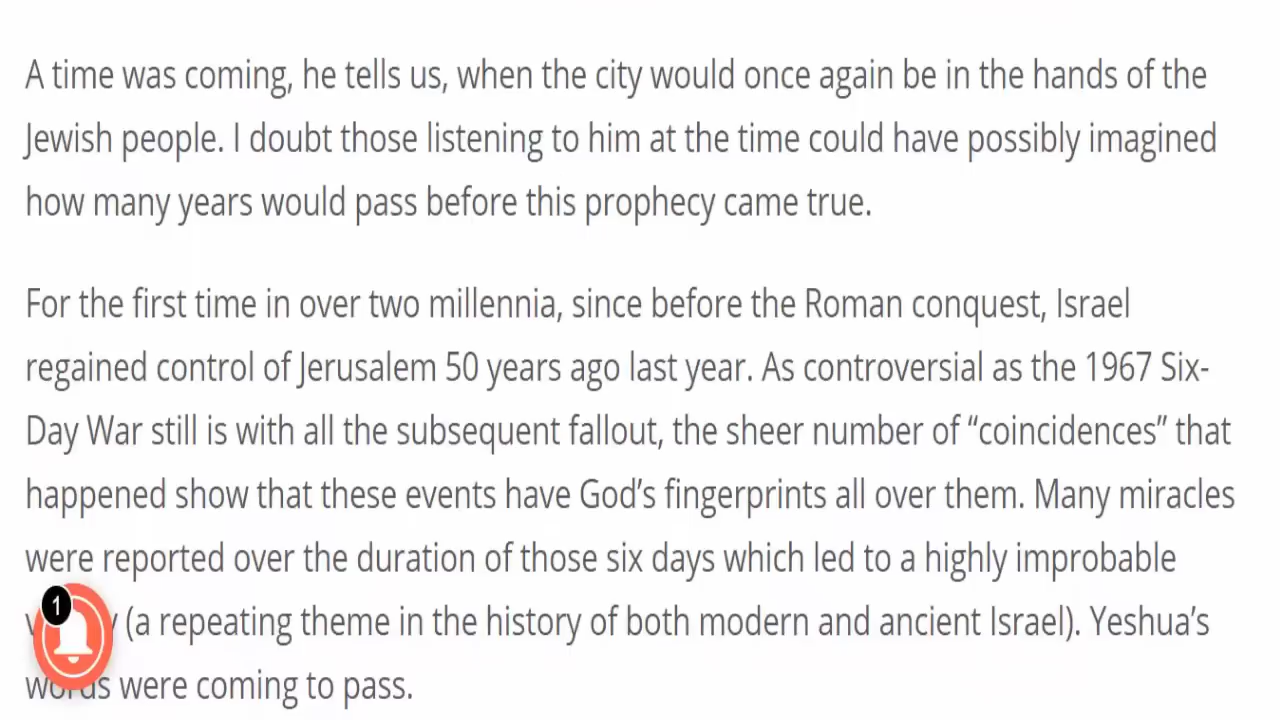 A time was coming, he tells us, when the city would once again be in the hands of the
Jewish people. I doubt those listening to him at the time could have possibly imagined
how many years would pass before this prophecy came true.
For the first time in over two millennia, since before the Roman conquest, Israel
regained control of Jerusalem 50 years ago last year. As controversial as the 1967 Six-
Day War still is with all the subsequent fallout, the sheer number of “coincidences” that
happened show that these events have God’s fingerprints all over them. Many miracles
were reported over the duration of those six days which led to a highly improbable
1
(a repeating theme in the history of both modern and ancient Israel). Yeshua’s
words were coming to pass.